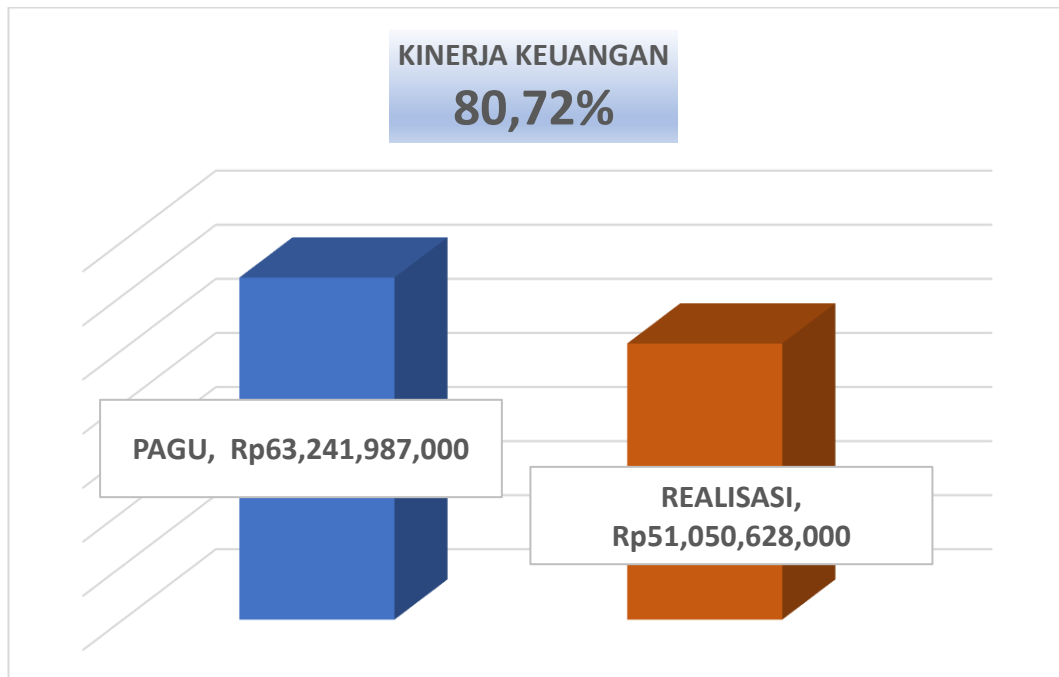 KINERJA KEUANGAN
80,72%
PAGU, Rp63,241,987,000
REALISASI,
Rp51,050,628,000